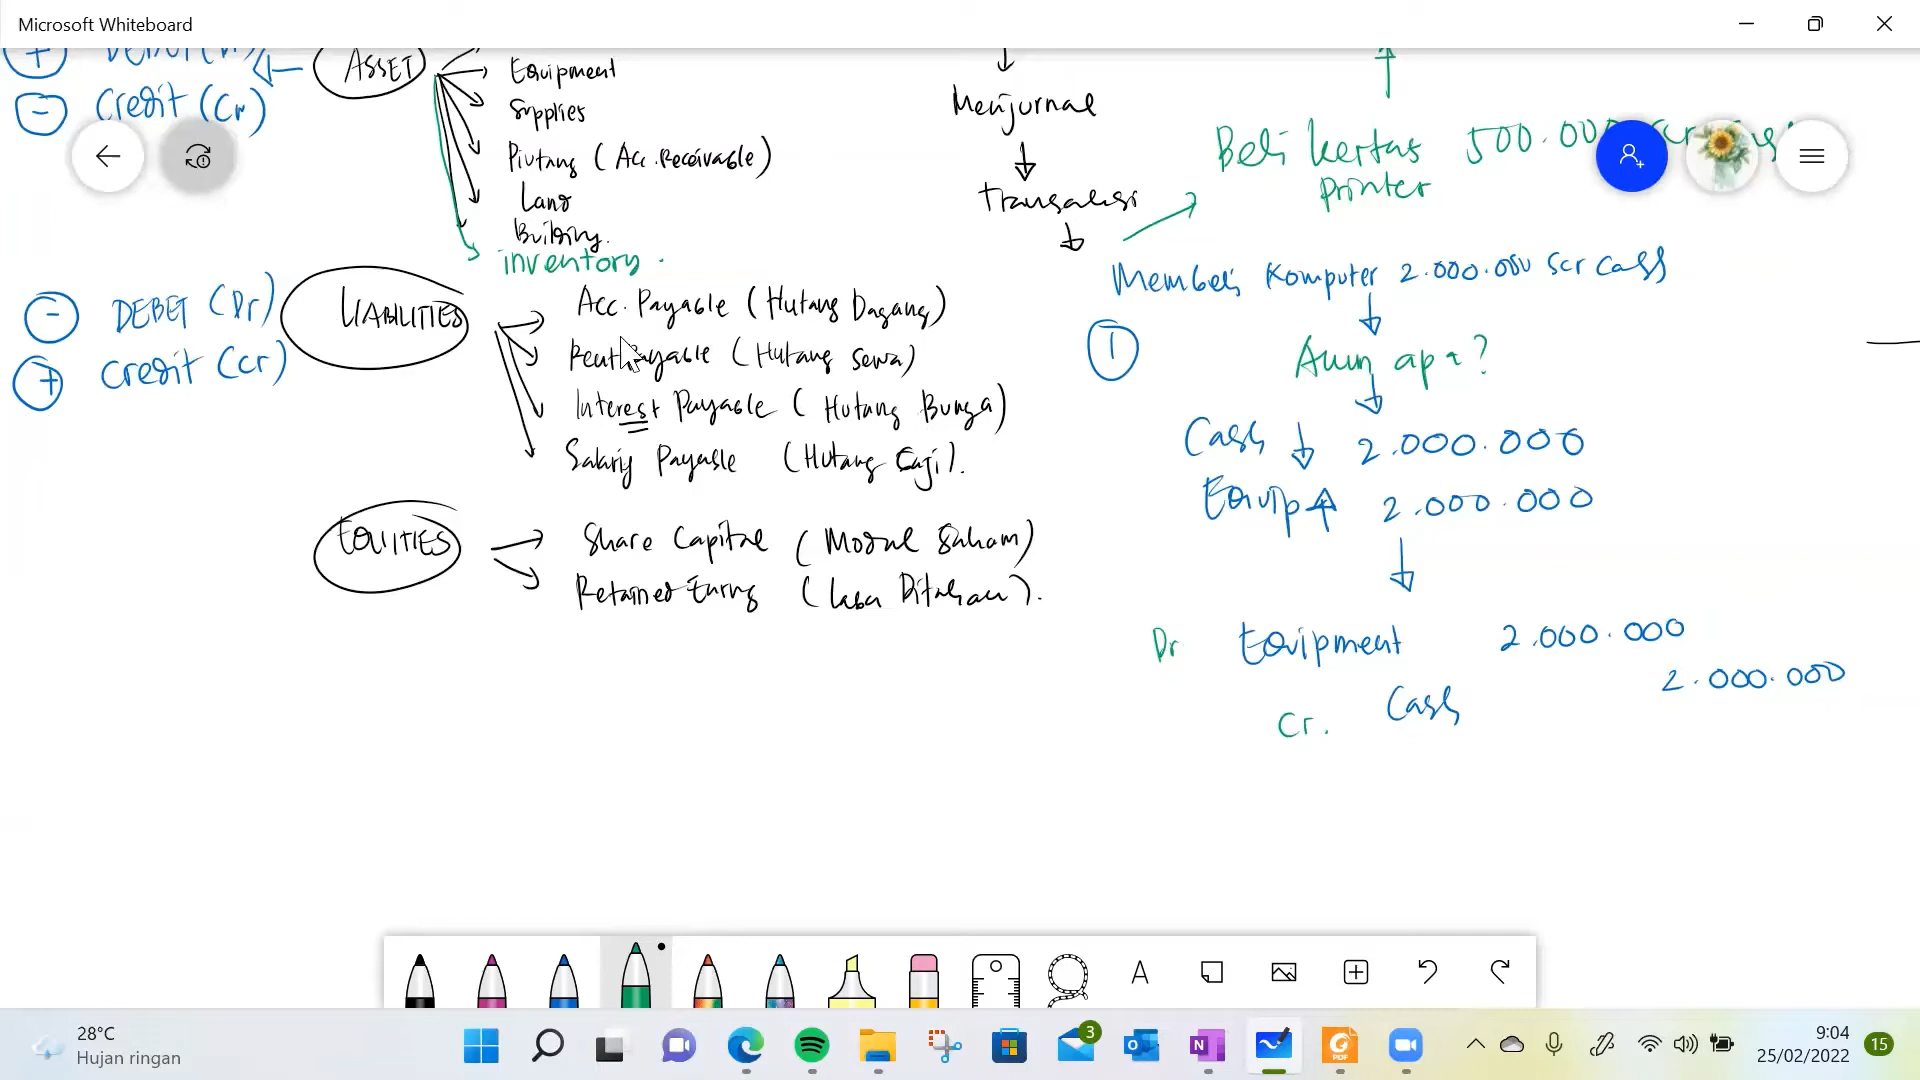 Microsoft Whiteboard
+
ASSET
- Credit (Cr)
Equipment
Supplies
Piutang (Acc. Receivable)
Land
Building.
inventory.
- DEBET (Dr)
+ Credit (Cr)
LIABILITIES
Acc. Payable (Hutang Dagang)
Rent Payable (Hutang Sewa)
Interest Payable (Hutang Bunga)
Salary Payable (Hutang Gaji).
EQUITIES
Share Capital (Modal Saham)
Retained (Laba Ditahan).
Menjurnal
Transaksi
Beli kertas 500.000
printer
Membeli Komputer 2.000.000 scr cash
1
Akun apa?
Cash 2.000.000
Equip 2.000.000
Dr Equipment 2.000.000
Cr. Cash 2.000.000
A
28°C
Hujan ringan
3
N
PDF
9:04
25/02/2022
15